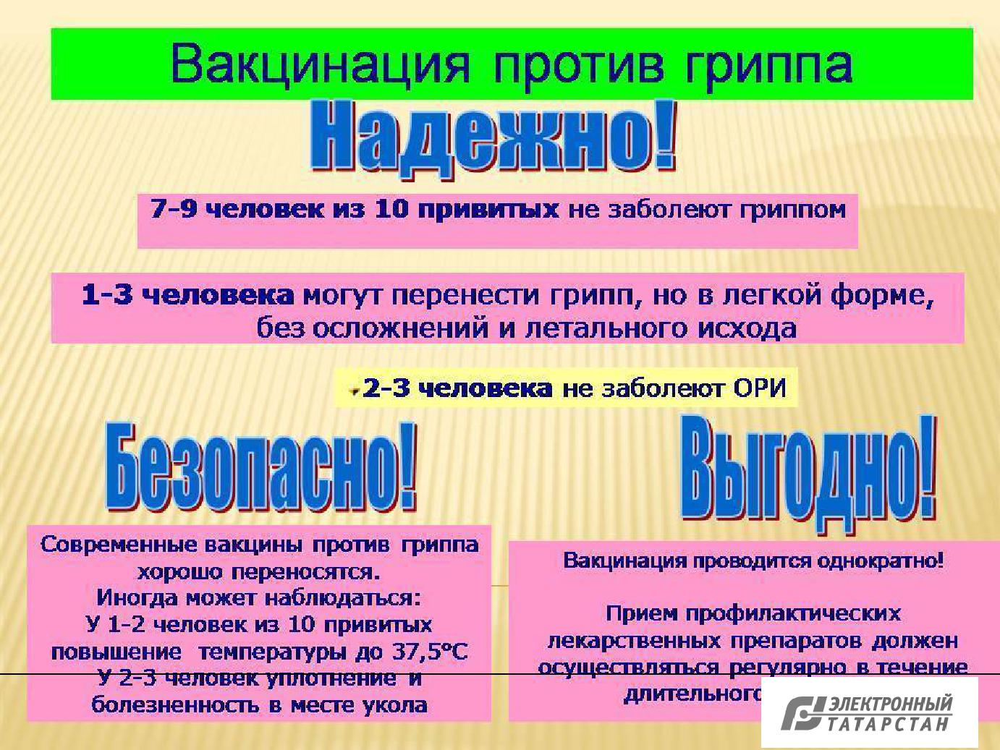 Вакцинация против гриппа
Надежно!
7-9 человек из 10 привитых не заболеют гриппом
1-3 человека могут перенести грипп, но в легкой форме,
без осложнений и летального исхода
2-3 человека не заболеют ОРИ
Безопасно!
Современные вакцины против гриппа
хорошо переносятся.
Иногда может наблюдаться:
У 1-2 человек из 10 привитых
повышение температуры до 37,5°С
У 2-3 человек уплотнение и
болезненность в месте укола
Выгодно!
Вакцинация проводится однократно!
Прием профилактических
лекарственных препаратов должен
осуществляться регулярно в течение
длительного
ЭЛЕКТРОННЫЙ
ТАТАРСТАН